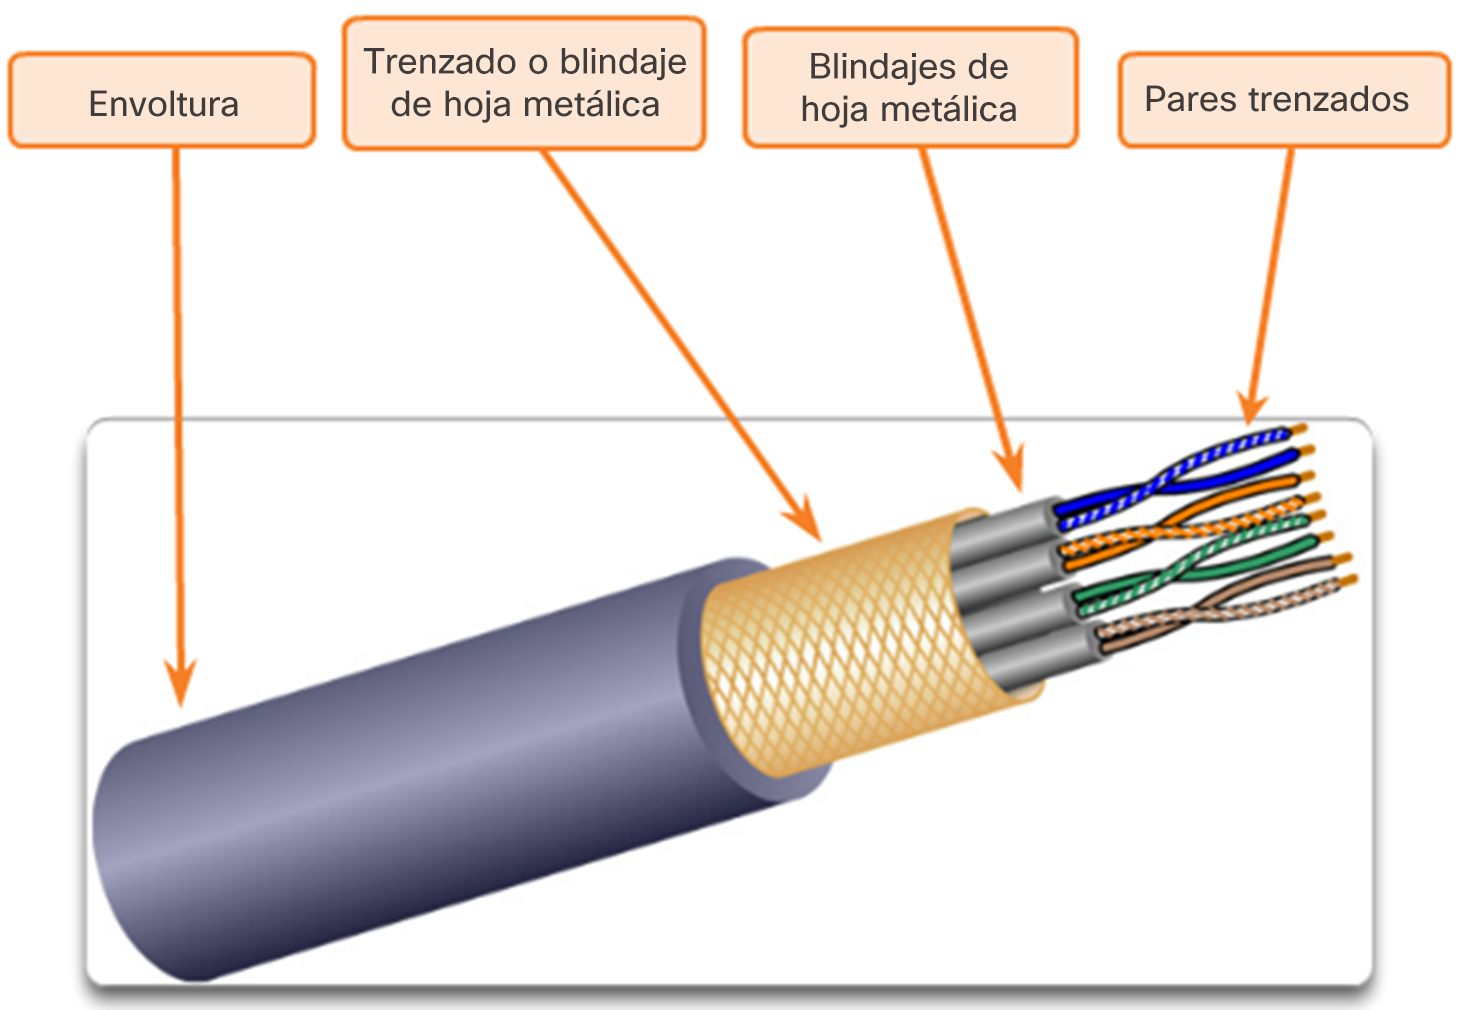 Envoltura
Trenzado o blindaje
de hoja metálica
Blindajes de
hoja metálica
Pares trenzados